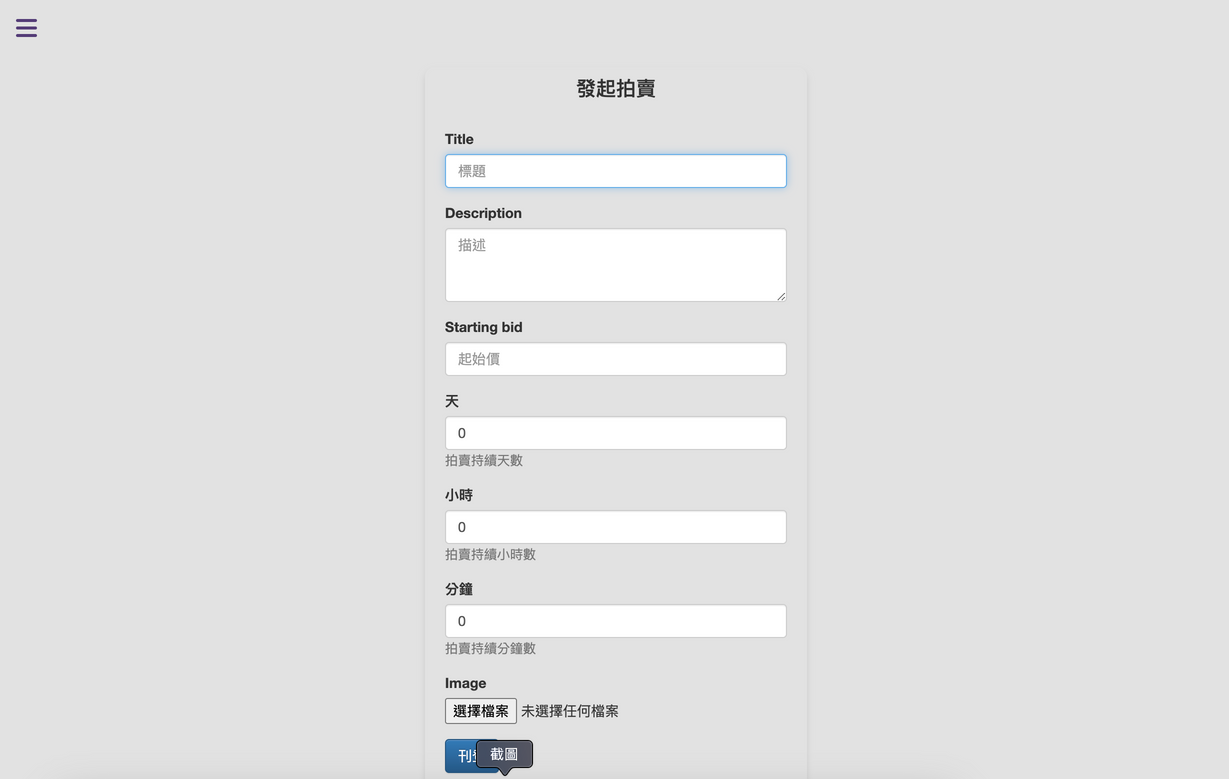 發起拍賣
Title
標題
Description
描述
Starting bid
起始價
天
0
拍賣持續天數
小時
0
拍賣持續小時數
分鐘
0
拍賣持續分鐘數
Image
選擇檔案 未選擇任何檔案
刊
截圖